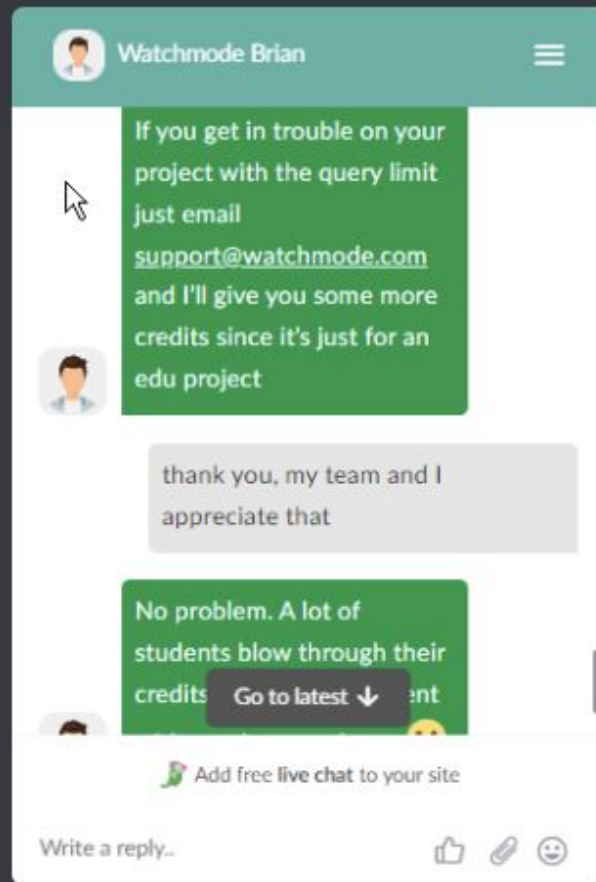 Watchmode Brian
If you get in trouble on your
project with the query limit
just email
support@watchmode.com
and I'll give you some more
credits since it's just for an
edu project
thank you, my team and I
appreciate that
No problem. A lot of
students blow through their
credits
Go to latest
Add free live chat to your site
Write a reply..